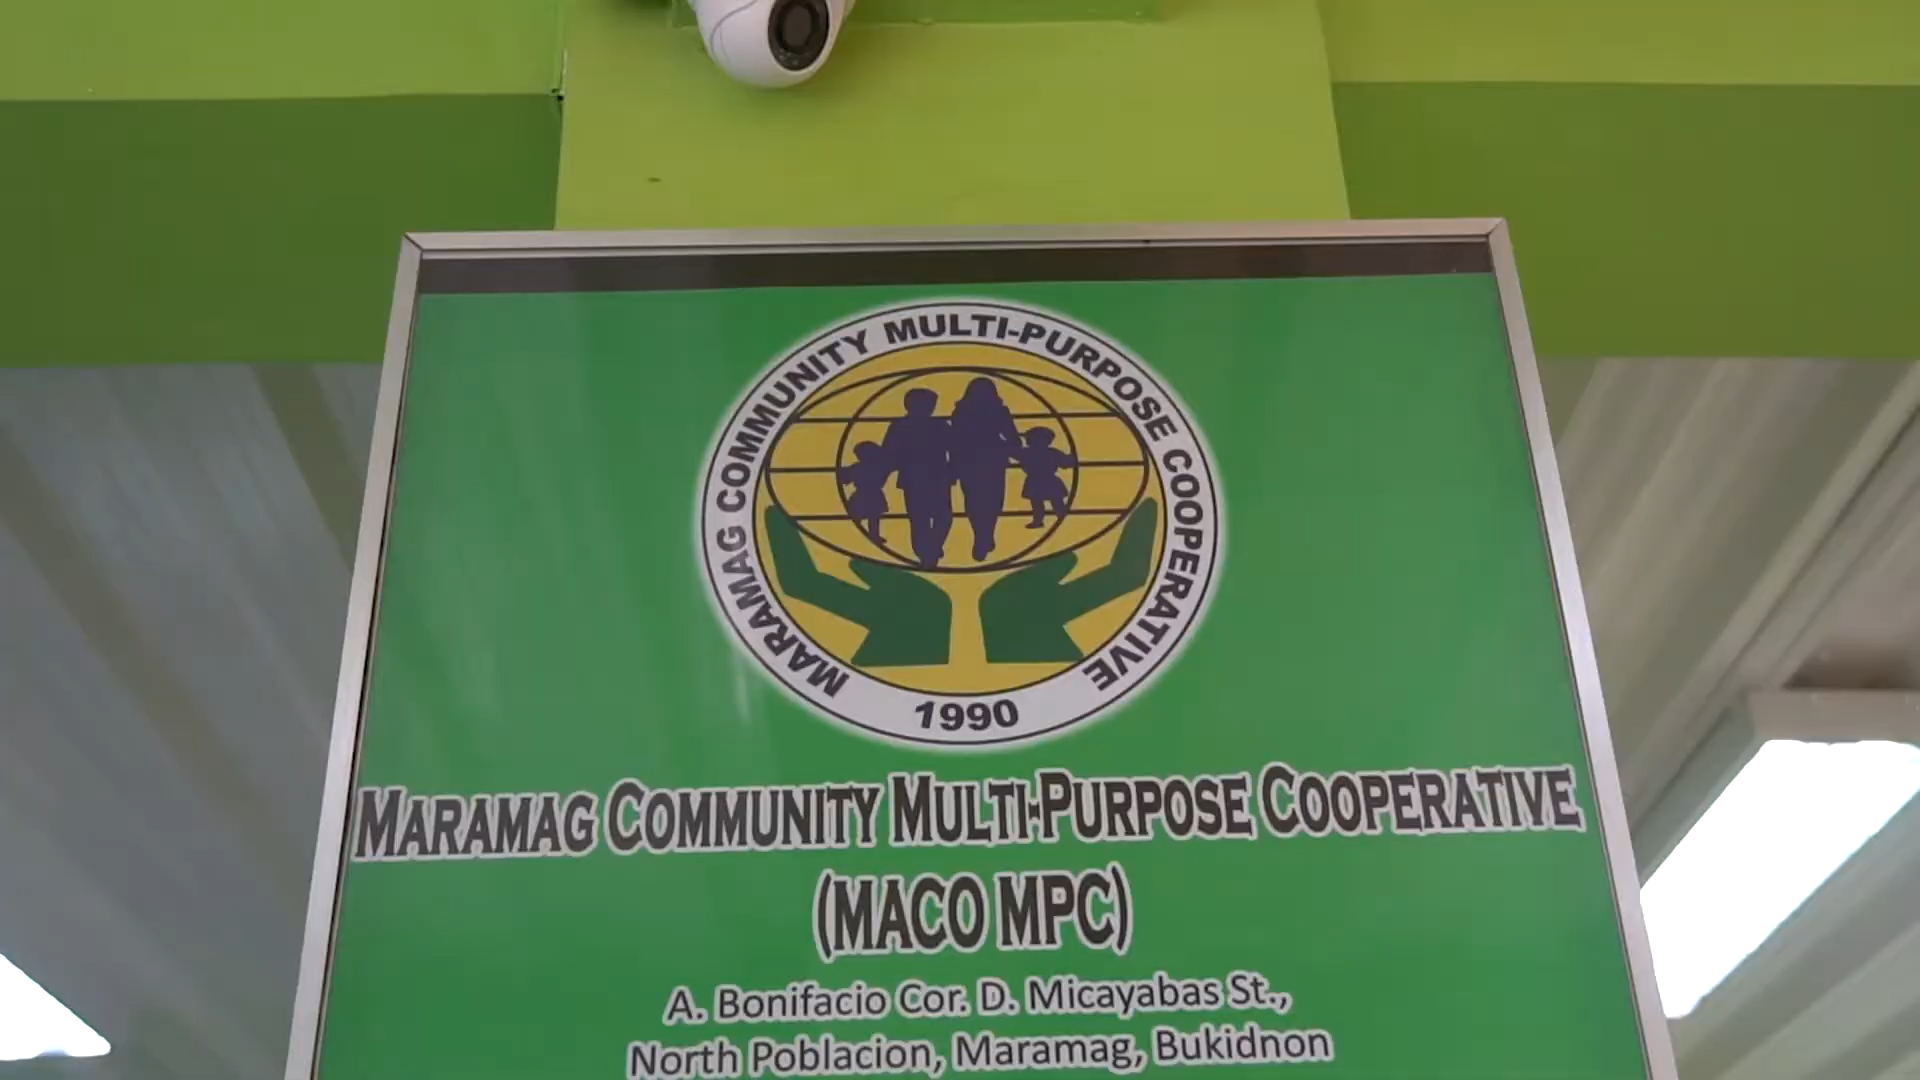 MARAMAG COMMUNITY MULTI-PURPOSE COOPERATIVE
1990
MARAMAG COMMUNITY MULTI-PURPOSE COOPERATIVE
(MACO MPC)
A. Bonifacio Cor. D. Micayabas St.,
North Poblacion, Maramag, Bukidnon